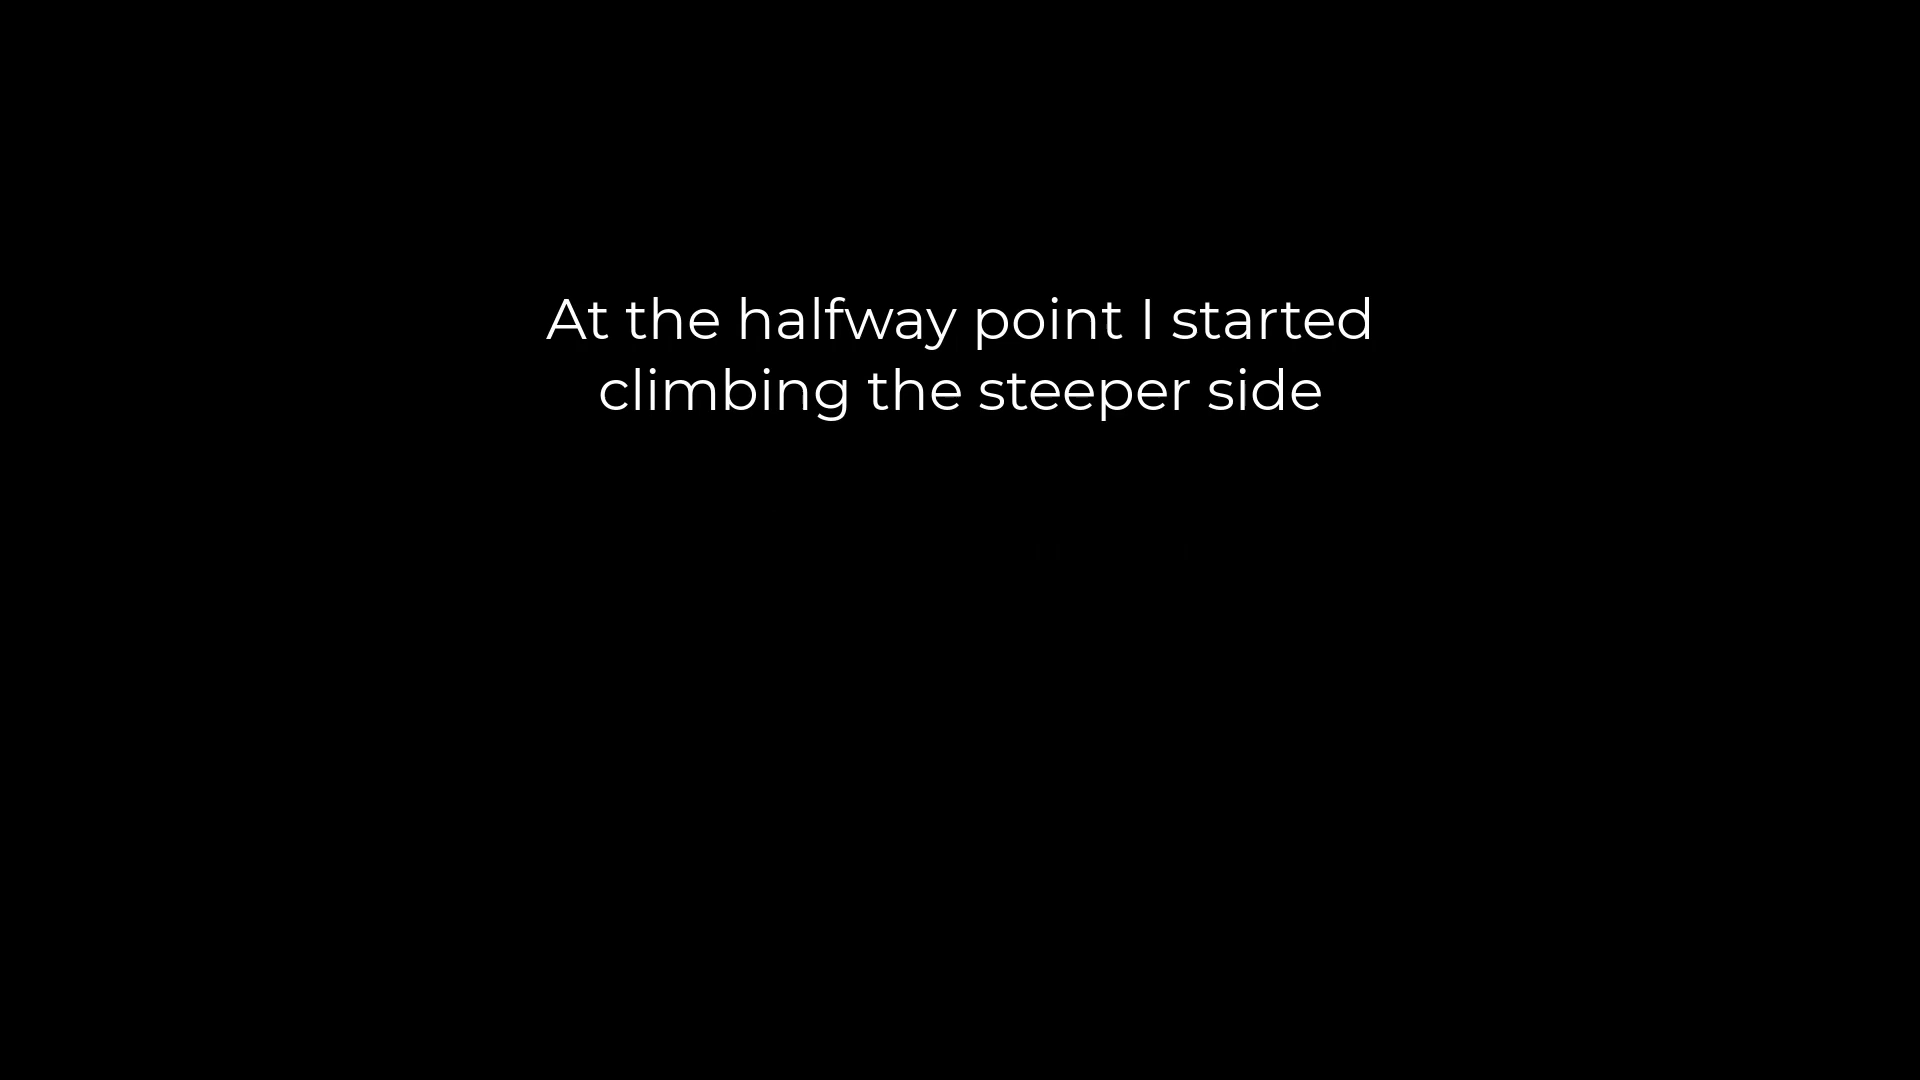 At the halfway point I started
climbing the steeper side